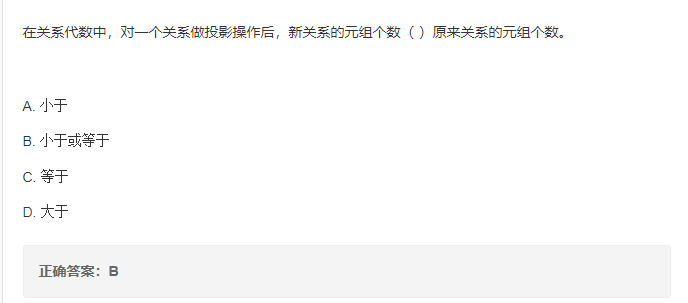 在关系代数中，对一个关系做投影操作后，新关系的元组个数（ ）原来关系的元组个数。
A. 小于
B. 小于或等于
C. 等于
D. 大于
正确答案：B